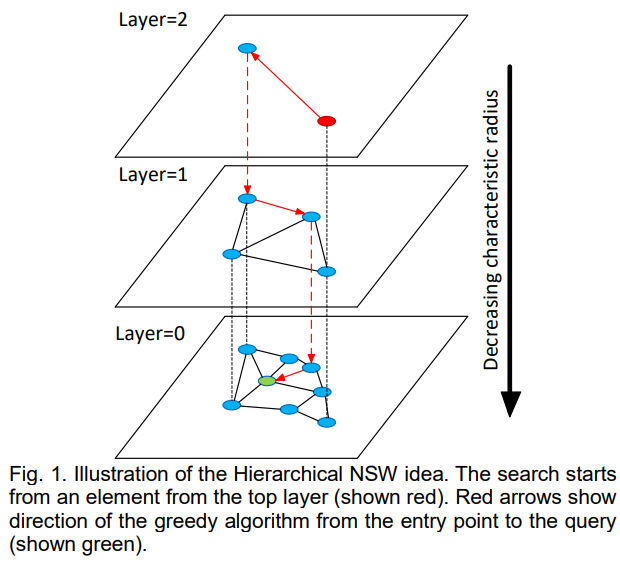 Layer=2
Layer=1
Layer=0
Decreasing characteristic radius
Fig. 1. Illustration of the Hierarchical NSW idea. The search starts
from an element from the top layer (shown red). Red arrows show
direction of the greedy algorithm from the entry point to the query
(shown green).